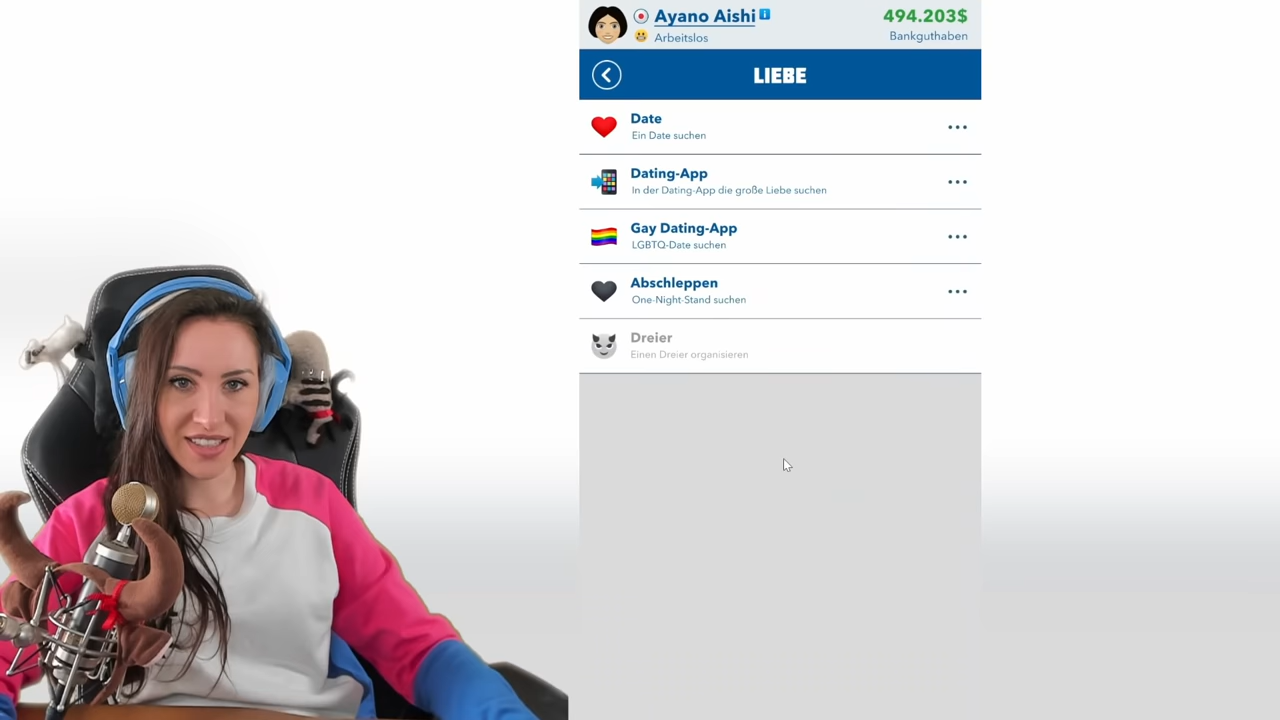 Ayano Aishi
Arbeitslos
494.203$
Bankguthaben
LIEBE
Date
Ein Date suchen
Dating-App
In der Dating-App die große Liebe suchen
Gay Dating-App
LGBTQ-Date suchen
Abschleppen
One-Night-Stand suchen
Dreier
Einen Dreier organisieren